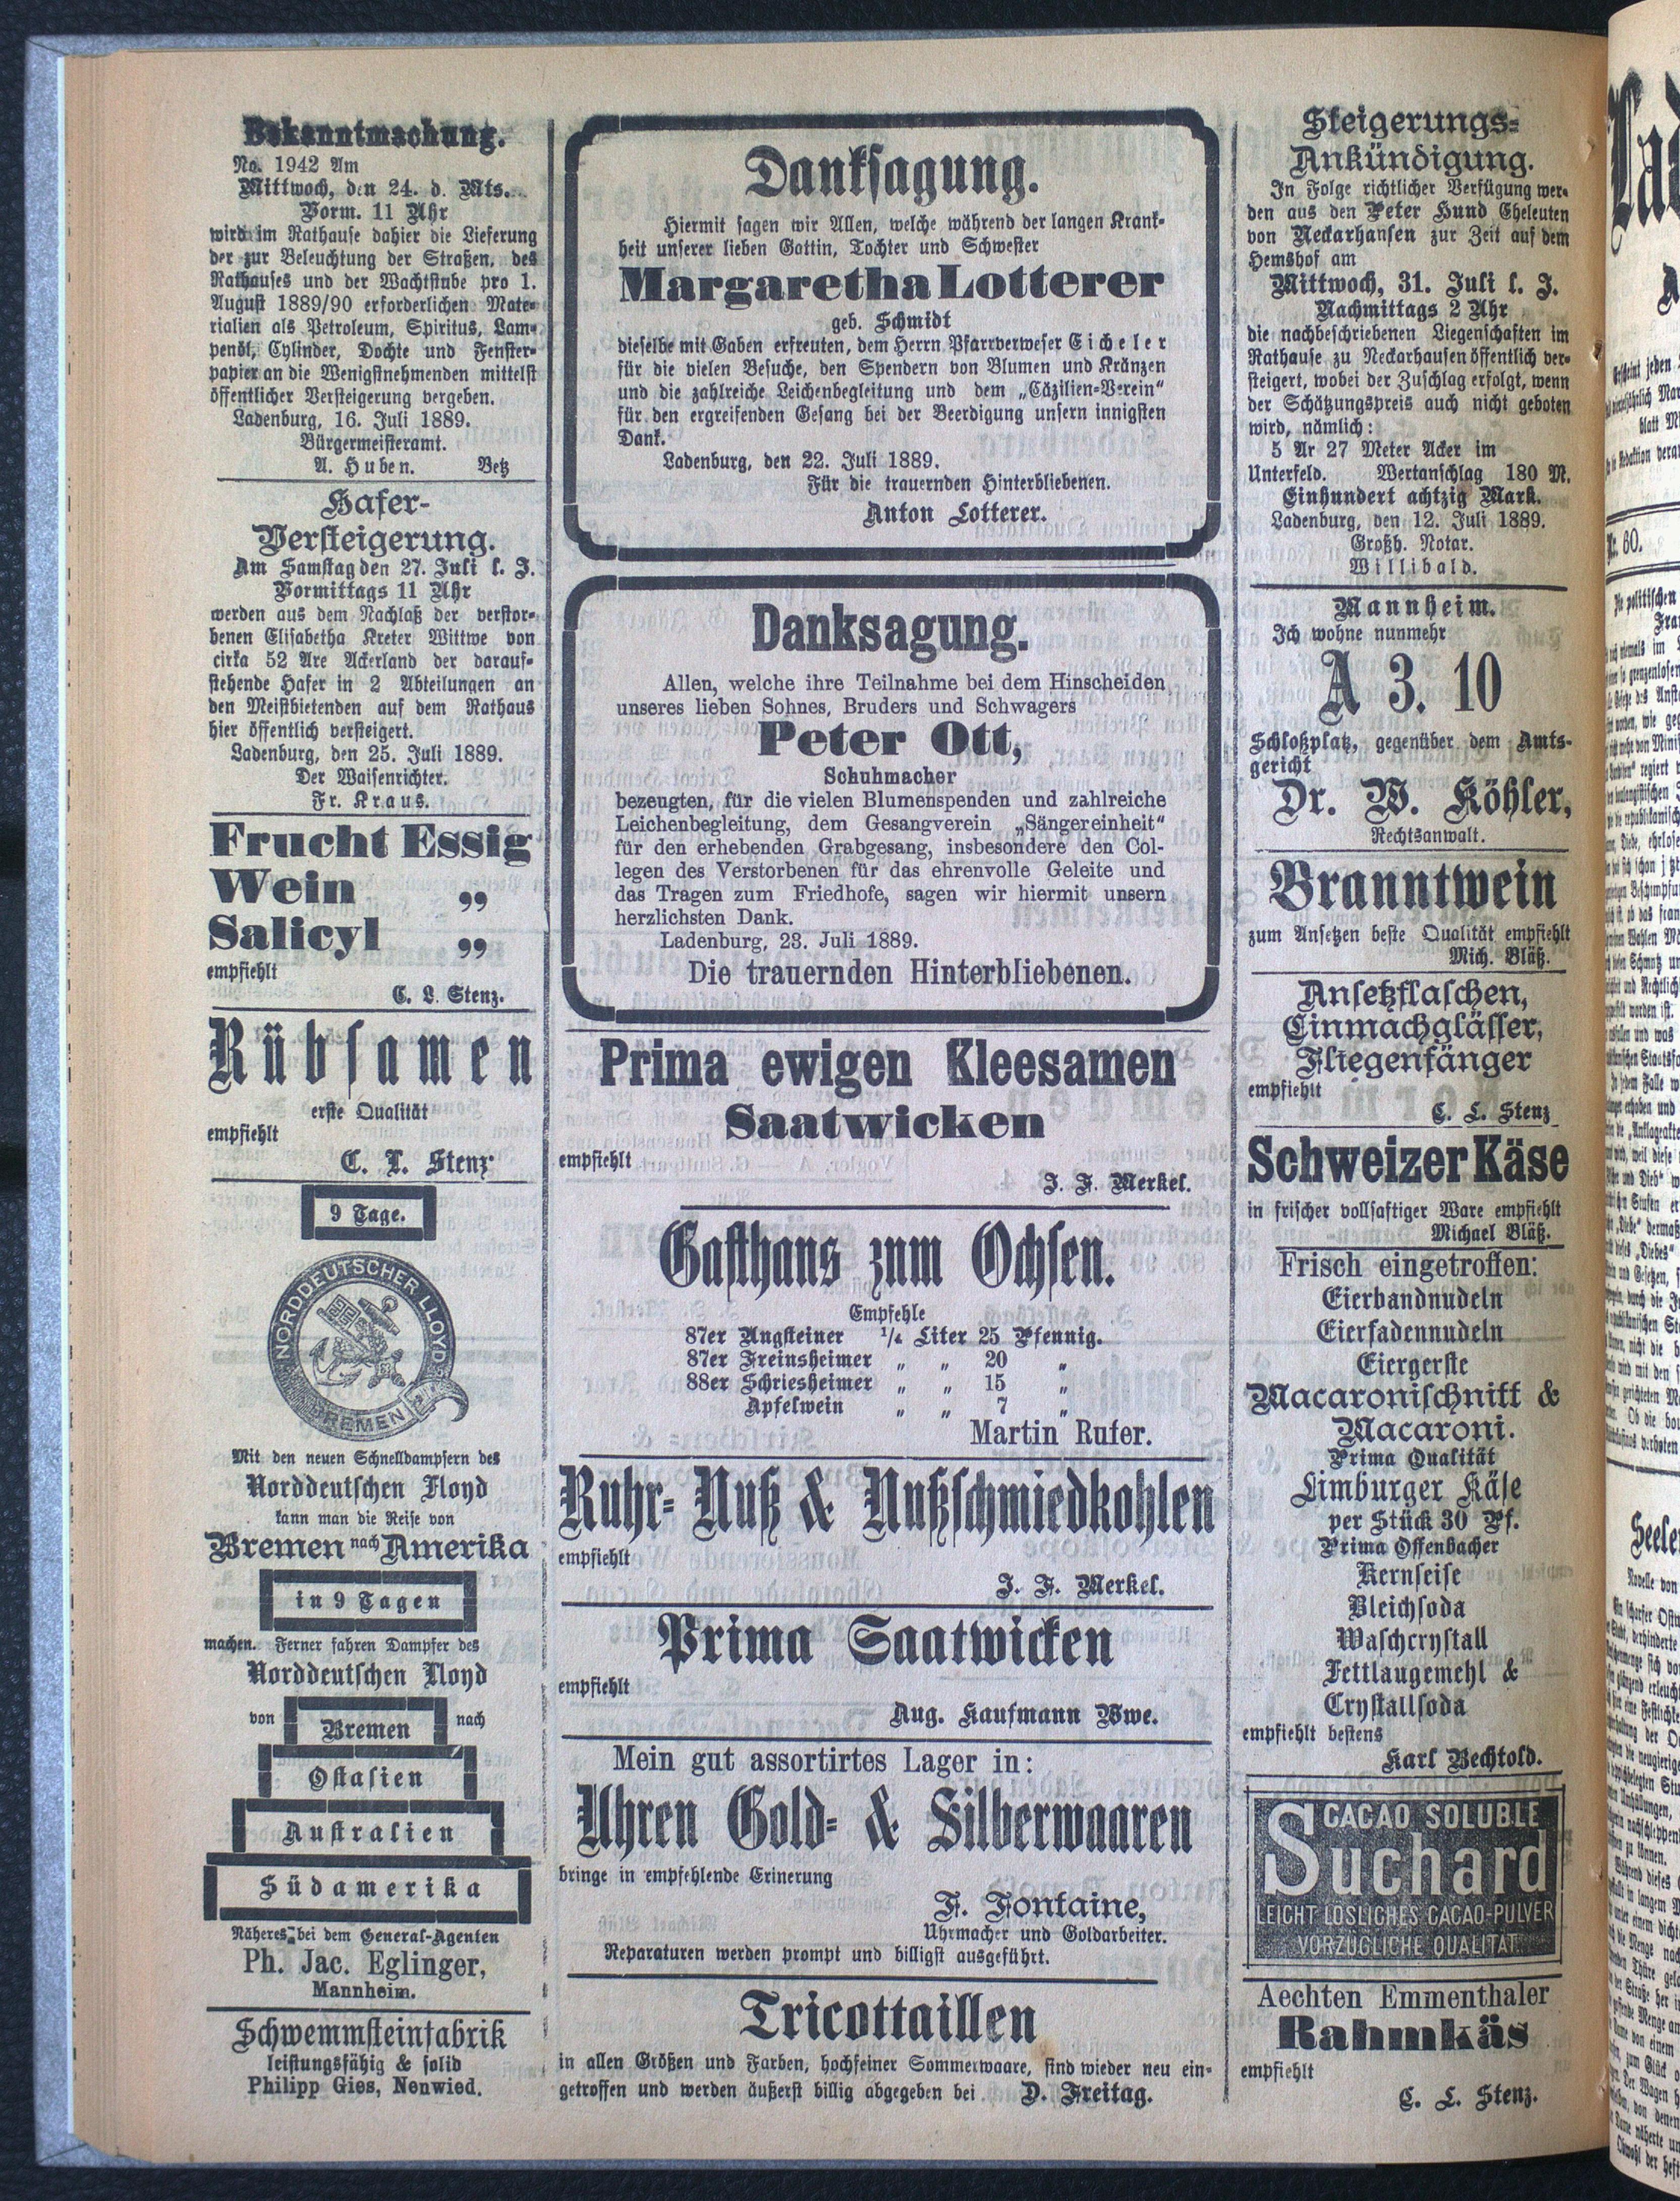 Bekanntmachung.
No. 1942 Am
Mittwoch, den 24. d. Mts.
Vorm. 11 Uhr
wird im Rathause dahier die Lieferung
der zur Beleuchtung der Straßen, des
Rathauses und der Wachtstube pro 1.
August 1889/90 erforderlichen Mate-
rialien als Petroleum, Spiritus, Lam-
penöl, Cylinder, Dochte und Fenster-
papier an die Wenigstnehmenden mittelst
öffentlicher Versteigerung vergeben.
Ladenburg, 16. Juli 1889.
Bürgermeisteramt.
A. Huben. Betz
Hafer-
Versteigerung.
Am Samstag den 27. Juli l. J.
Vormittags 11 Uhr
werden aus dem Nachlaß der verstor-
benen Elisabetha Kreter Wittwe von
cirka 52 Are Ackerland der darauf-
stehende Hafer in 2 Abteilungen an
den Meistbietenden auf dem Rathaus
hier öffentlich versteigert.
Ladenburg, den 25. Juli 1889.
Der Waisenrichter.
Fr. Kraus.
Frucht Essig
Wein „
Salicyl „
empfiehlt
C. L. Stenz.
Rübsamen
erste Qualität
empfiehlt
C. L. Stenz
9 Tage.
NORDDEUTSCHER LLOYD
BREMEN
Mit den neuen Schnelldampfern des
Norddeutschen Lloyd
kann man die Reise von
Bremen nach Amerika
in 9 Tagen
machen. Ferner fahren Dampfer des
Norddeutschen Lloyd
von Bremen nach
Ostasien
Australien
Südamerika
Näheres bei dem General-Agenten
Ph. Jac. Eglinger,
Mannheim.
Schwemmsteinfabrik
leistungsfähig & solid
Philipp Gies, Neuwied.
Danksagung.
Hiermit sagen wir Allen, welche während der langen Krank-
heit unserer lieben Gattin, Tochter und Schwester
Margaretha Lotterer
geb. Schmidt
dieselbe mit Gaben erfreuten, dem Herrn Pfarrverweser Eicheler
für die vielen Besuche, den Spendern von Blumen und Kränzen
und die zahlreiche Leichenbegleitung und dem „Cäzilien-Verein“
für den ergreifenden Gesang bei der Beerdigung unsern innigsten
Dank.
Ladenburg, den 22. Juli 1889.
Für die trauernden Hinterbliebenen.
Anton Lotterer.
Danksagung.
Allen, welche ihre Teilnahme bei dem Hinscheiden
unseres lieben Sohnes, Bruders und Schwagers
Peter Ott,
Schuhmacher
bezeugten, für die vielen Blumenspenden und zahlreiche
Leichenbegleitung, dem Gesangverein „Sängereinheit“
für den erhebenden Grabgesang, insbesondere den Col-
legen des Verstorbenen für das ehrenvolle Geleite und
das Tragen zum Friedhofe, sagen wir hiermit unsern
herzlichsten Dank.
Ladenburg, 23. Juli 1889.
Die trauernden Hinterbliebenen.
Prima ewigen Kleesamen
Saatwicken
empfiehlt
J. F. Merkel.
Gasthaus zum Ochsen.
Empfehle
87er Ungsteiner 1/4 Liter 25 Pfennig.
87er Freinsheimer „ „ 20 „
88er Schriesheimer „ „ 15 „
Apfelwein „ „ 7 „
Martin Rufer.
Ruhr- Nuß & Nußschmiedkohlen
empfiehlt
J. F. Merkel.
Prima Saatwicken
empfiehlt
Aug. Kaufmann Wwe.
Mein gut assortirtes Lager in:
Uhren Gold- & Silberwaaren
bringe in empfehlende Erinerung
F. Fontaine,
Uhrmacher und Goldarbeiter.
Reparaturen werden prompt und billigst ausgeführt.
Tricottaillen
in allen Größen und Farben, hochfeiner Sommerwaare, sind wieder neu ein-
getroffen und werden äußerst billig abgegeben bei D. Freitag.
Steigerungs-
Ankündigung.
In Folge richtlicher Verfügung wer-
den aus den Peter Hund Eheleuten
von Neckarhausen zur Zeit auf dem
Hemshof am
Mittwoch, 31. Juli l. J.
Nachmittags 2 Uhr
die nachbeschriebenen Liegenschaften im
Rathause zu Neckarhausen öffentlich ver-
steigert, wobei der Zuschlag erfolgt, wenn
der Schätzungspreis auch nicht geboten
wird, nämlich:
5 Ar 27 Meter Acker im
Unterfeld. Wertanschlag 180 M.
Einhundert achtzig Mark.
Ladenburg, den 12. Juli 1889.
Großh. Notar.
Willibald.
Mannheim.
Ich wohne nunmehr
A 3. 10
Schloßplatz, gegenüber dem Amts-
gericht
Dr. W. Köhler,
Rechtsanwalt.
Branntwein
zum Ansetzen beste Qualität empfiehlt
Mich. Bläß.
Ansetzflaschen,
Einmachglässer,
Fliegenfänger
empfiehlt
C. L. Stenz
Schweizer Käse
in frischer vollsaftiger Ware empfiehlt
Michael Bläß.
Frisch eingetroffen:
Eierbandnudeln
Eierfadennudeln
Eiergerste
Macaronischnitt &
Macaroni.
Prima Qualität
Limburger Käse
per Stück 30 Pf.
Prima Offenbacher
Kernseife
Bleichsoda
Waschcrystall
Fettlaugemehl &
Crystallsoda
empfiehlt bestens
Karl Bechtold.
CACAO SOLUBLE
Suchard
LEICHT LÖSLICHES CACAO-PULVER
VORZÜGLICHE QUALITÄT
Aechten Emmenthaler
Rahmkäs
empfiehlt
C. L. Stenz.